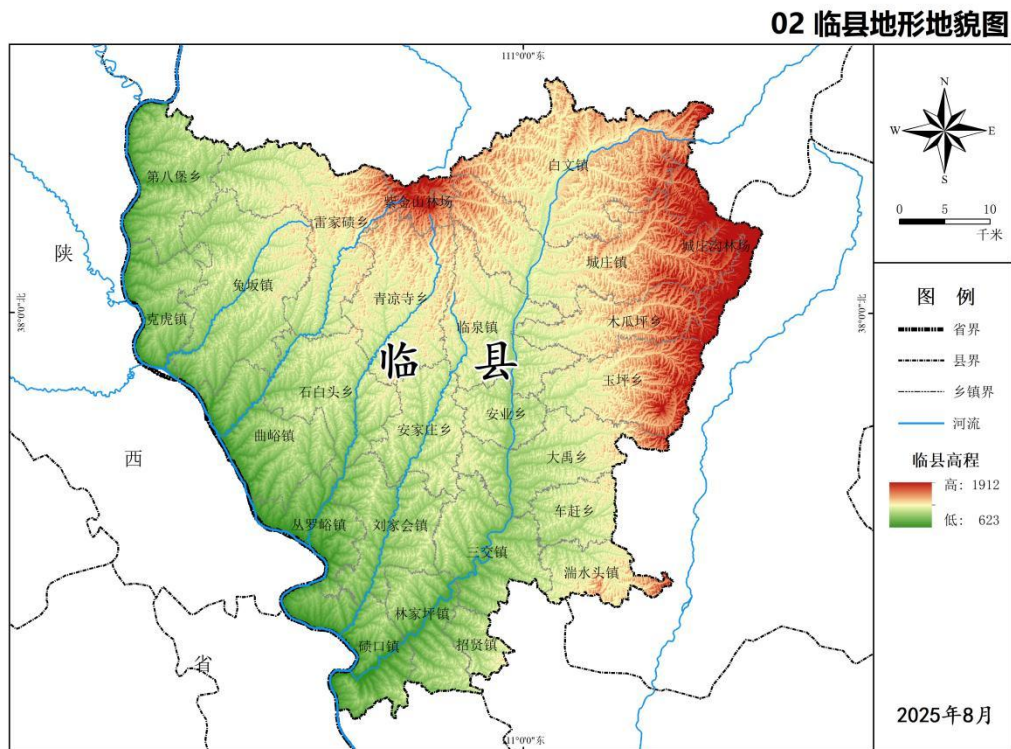 02 临县地形地貌图
111°0'0"东
N
W
E
S
0 5 10
千米
38°0'0"北
38°0'0"北
陕
西
省
白文镇
第八堡乡
紫金山林场
雷家碛乡
城庄沟林场
城庄镇
兔坂镇
青凉寺乡
克虎镇
临泉镇
木瓜坪乡
临县
玉坪乡
石白头乡
安业乡
曲峪镇
安家庄乡
大禹乡
丛罗峪镇
刘家会镇
车赶乡
三交镇
湍水头镇
林家坪镇
碛口镇
招贤镇
111°0'0"东
图 例
省界
县界
乡镇界
河流
临县高程
高: 1912
低: 623
2025年8月